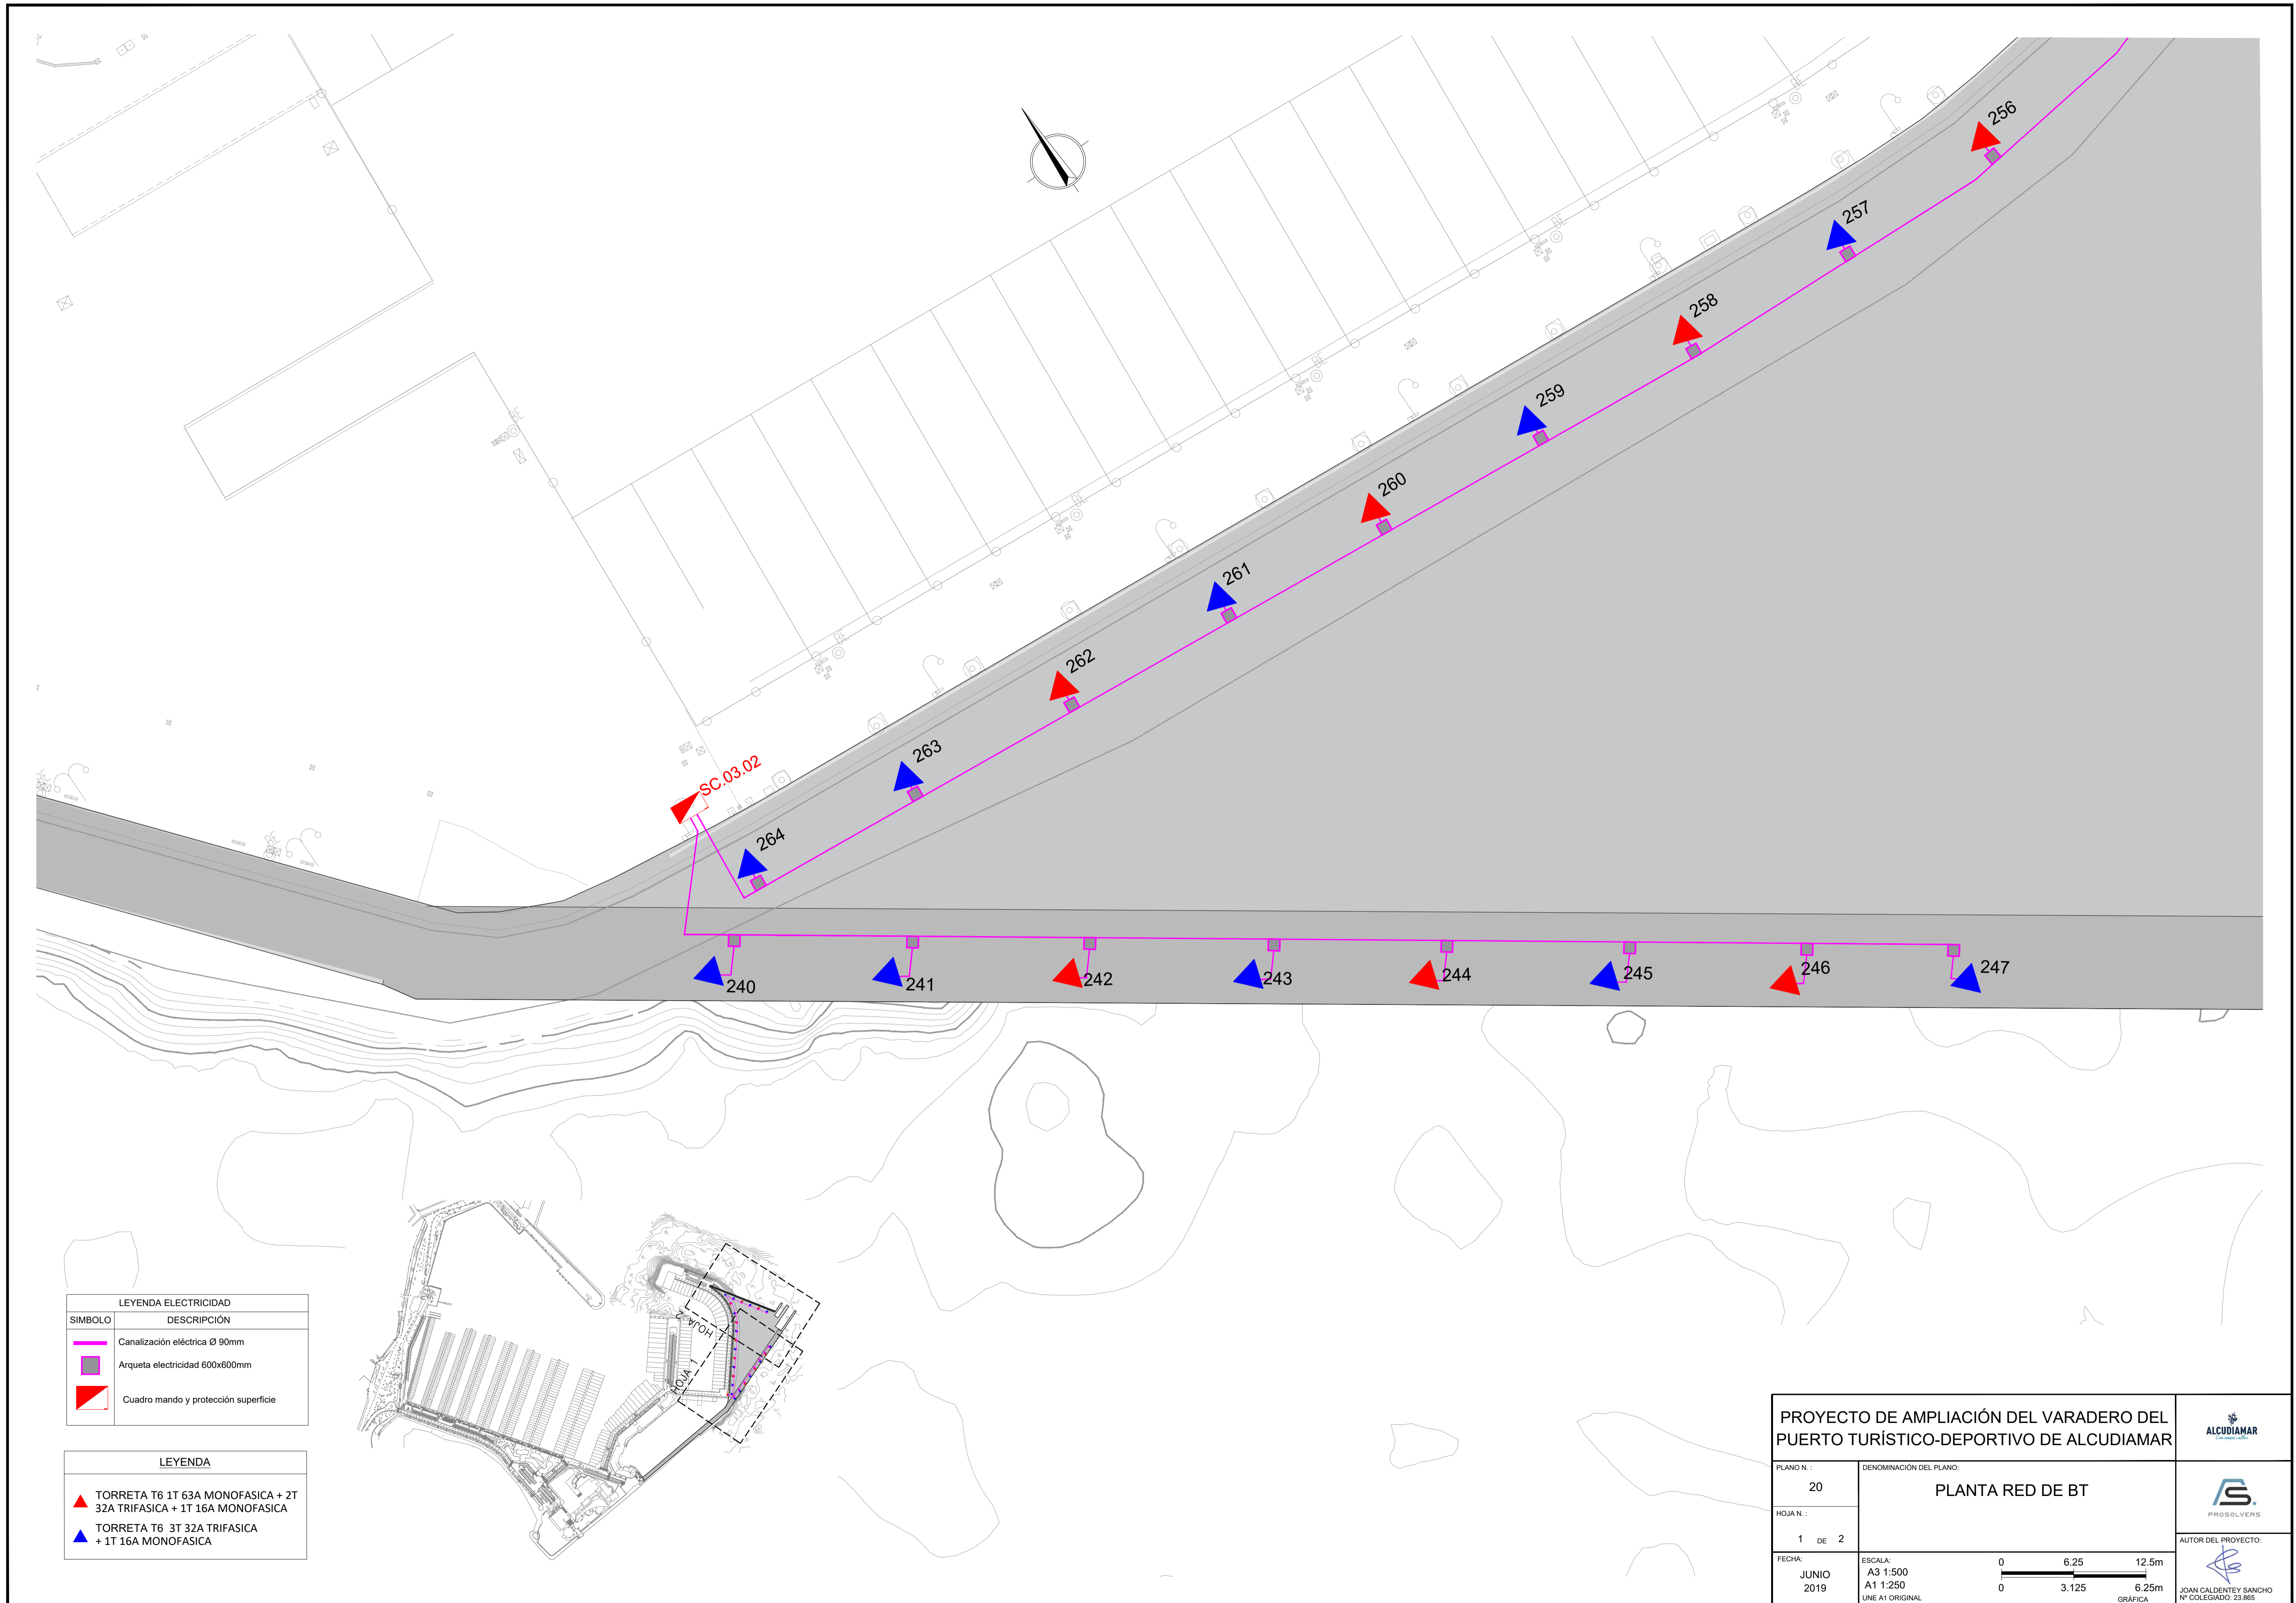 256
257
258
259
260
261
262
263
SC.03.02
264
240
241
242
243
244
245
246
247
LEYENDA ELECTRICIDAD
SIMBOLO DESCRIPCIÓN
Canalización eléctrica Ø 90mm
Arqueta electricidad 600x600mm
Cuadro mando y protección superficie
LEYENDA
TORRETA T6 1T 63A MONOFASICA + 2T
32A TRIFASICA + 1T 16A MONOFASICA
TORRETA T6 3T 32A TRIFASICA
+ 1T 16A MONOFASICA
HOJA 2
HOJA 1
PROYECTO DE AMPLIACIÓN DEL VARADERO DEL
PUERTO TURÍSTICO-DEPORTIVO DE ALCUDIAMAR
ALCUDIAMAR
PLANO N. :
20
DENOMINACIÓN DEL PLANO:
PLANTA RED DE BT
HOJA N. :
1 DE 2
PROSOLVERS
FECHA:
JUNIO
2019
ESCALA:
A3 1:500
A1 1:250
UNE A1 ORIGINAL
0 6.25 12.5m
0 3.125 6.25m
GRÁFICA
AUTOR DEL PROYECTO:
JOAN CALDENTEY SANCHO
Nº COLEGIADO: 23.865